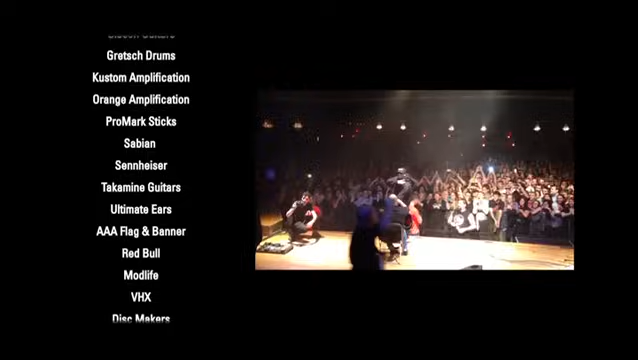 Gretsch Drums
Kustom Amplification
Orange Amplification
ProMark Sticks
Sabian
Sennheiser
Takamine Guitars
Ultimate Ears
AAA Flag & Banner
Red Bull
Modlife
VHX
Disc Makers